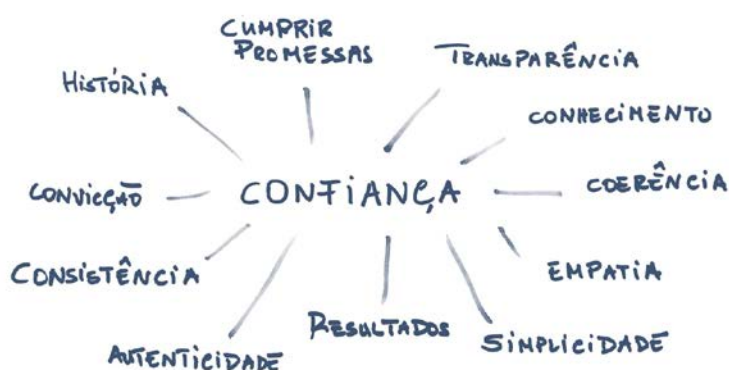 CUMPRIR
PROMESSAS
TRANSPARÊNCIA
HISTÓRIA
CONHECIMENTO
CONVICÇÃO
CONFIANÇA
COERÊNCIA
CONSISTÊNCIA
EMPATIA
AUTENTICIDADE
RESULTADOS
SIMPLICIDADE